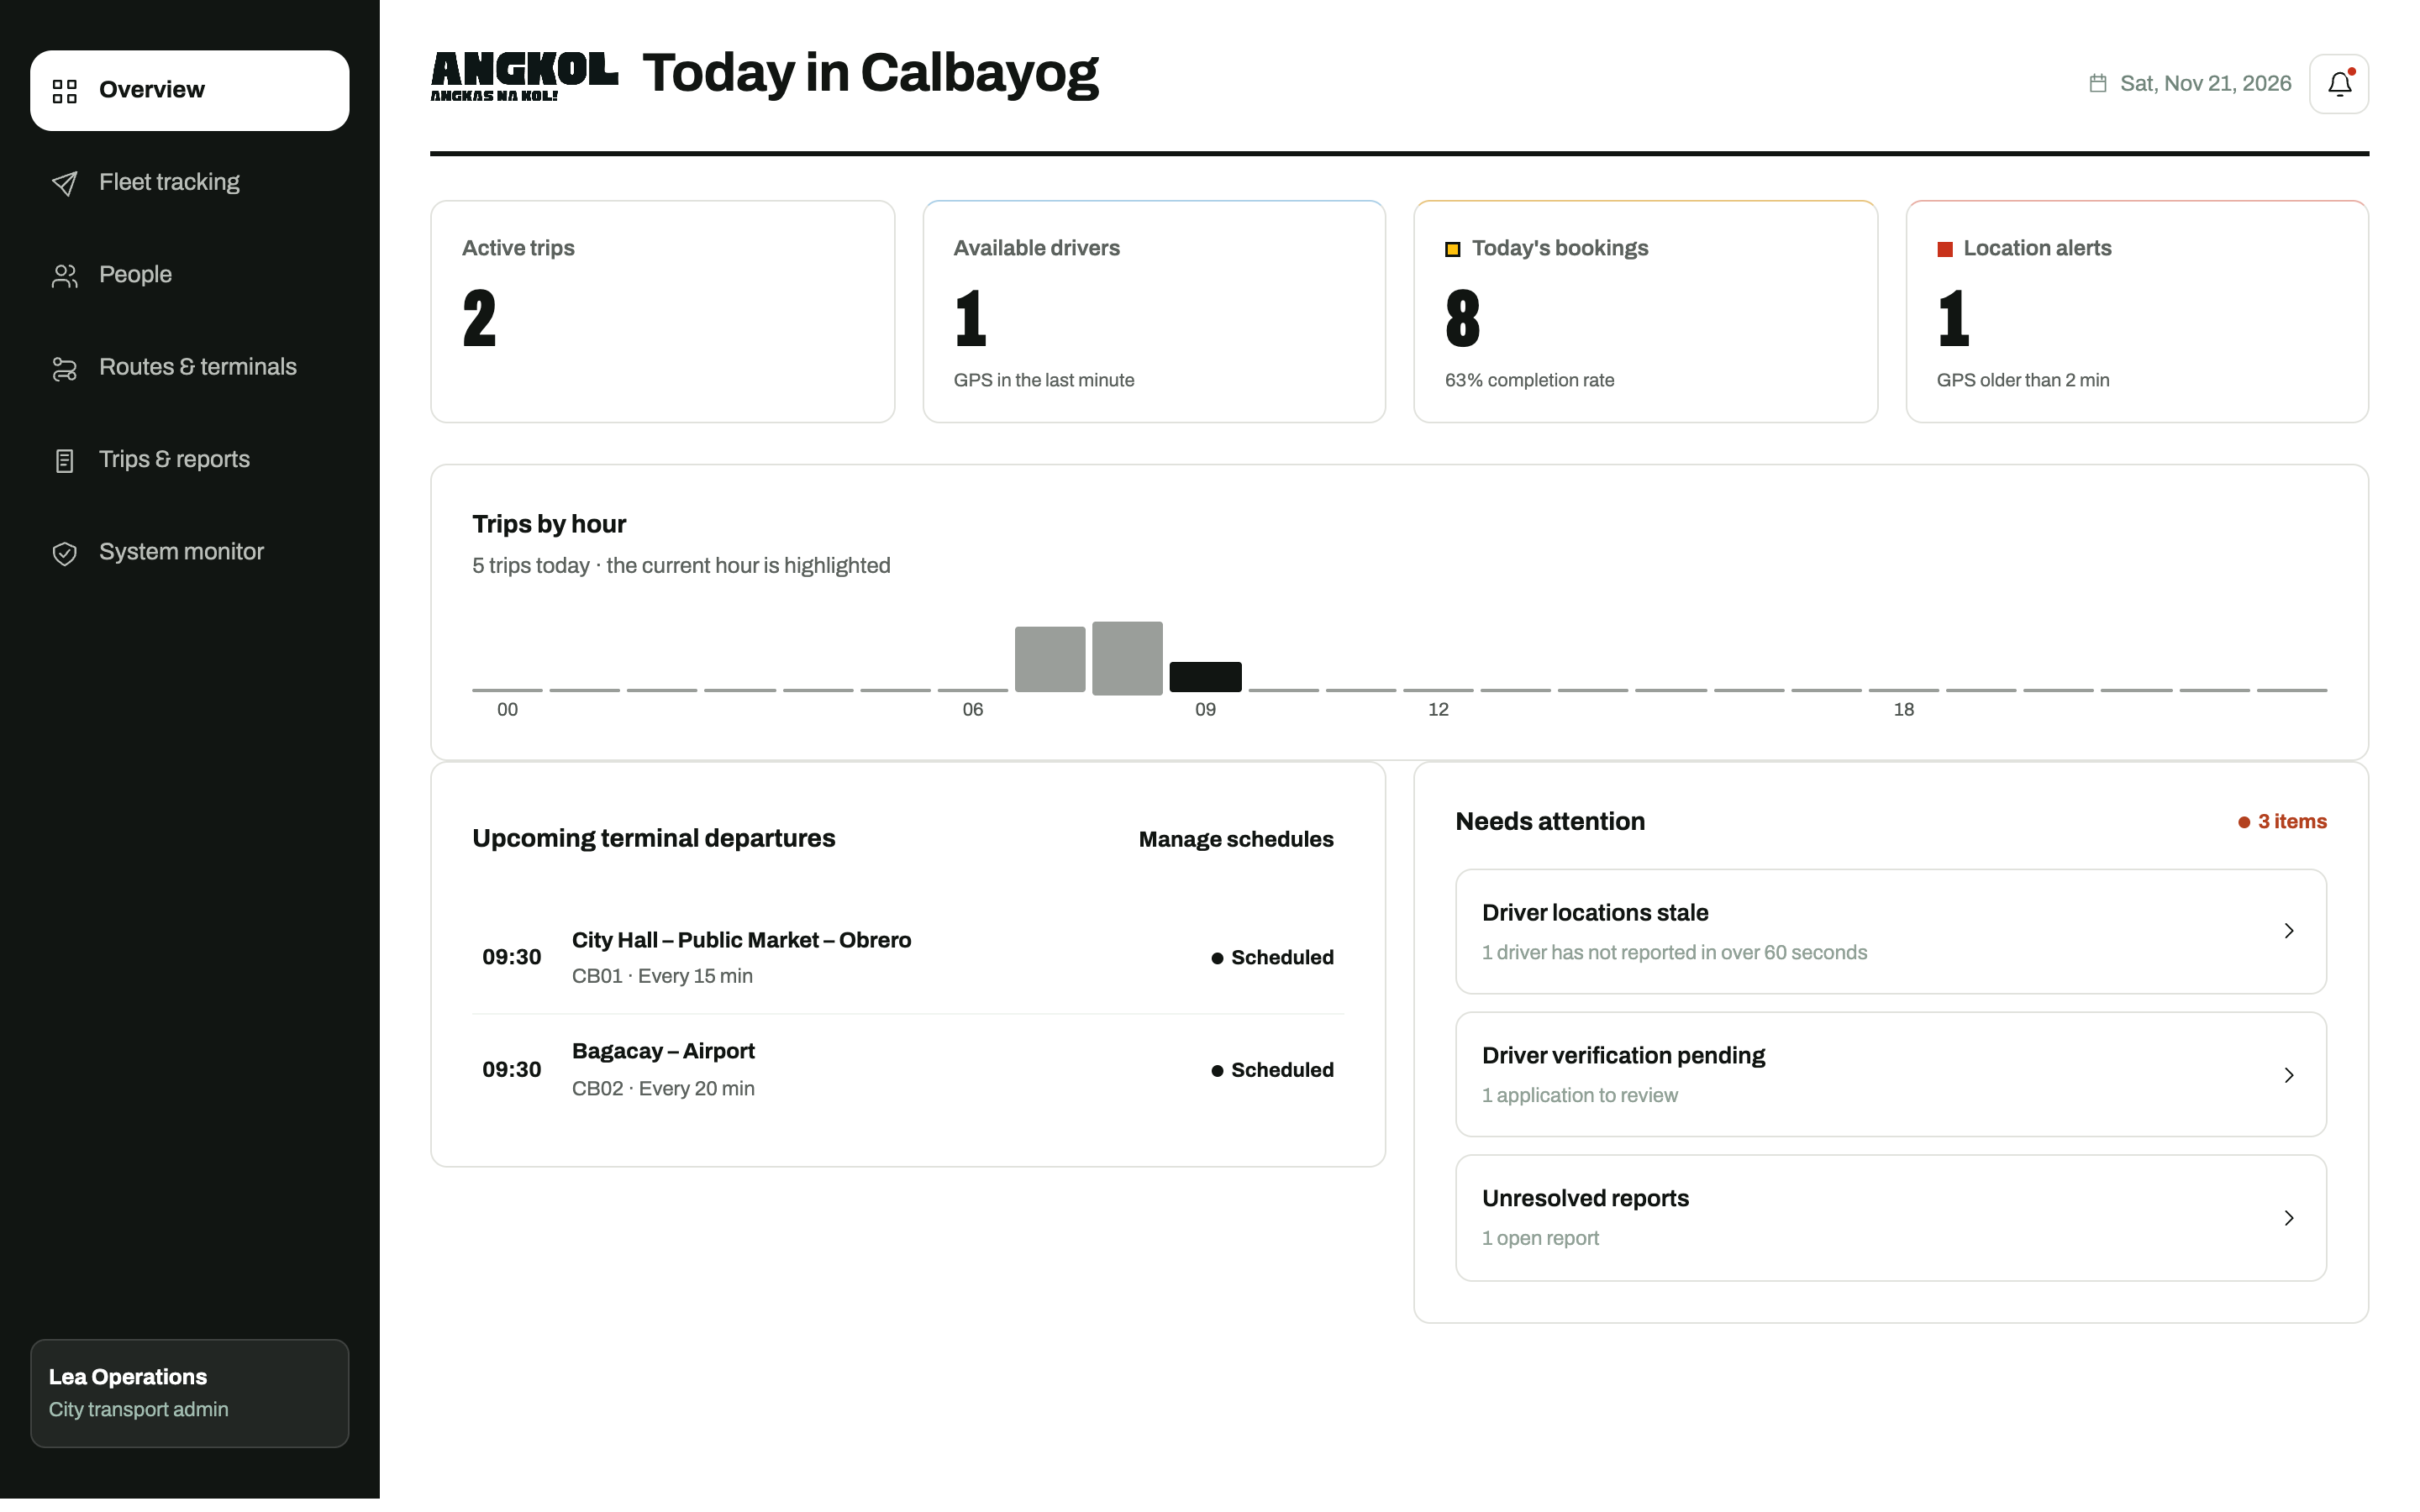 Overview
Fleet tracking
People
Routes & terminals
Trips & reports
System monitor
Lea Operations
City transport admin
ANGKOL
ANGKAS NA KOL!
Today in Calbayog
Sat, Nov 21, 2026
Active trips
2
Available drivers
1
GPS in the last minute
Today's bookings
8
63% completion rate
Location alerts
1
GPS older than 2 min
Trips by hour
5 trips today · the current hour is highlighted
00 06 09 12 18
Upcoming terminal departures
Manage schedules
09:30
City Hall – Public Market – Obrero
CB01 · Every 15 min
Scheduled
09:30
Bagacay – Airport
CB02 · Every 20 min
Scheduled
Needs attention
3 items
Driver locations stale
1 driver has not reported in over 60 seconds
Driver verification pending
1 application to review
Unresolved reports
1 open report